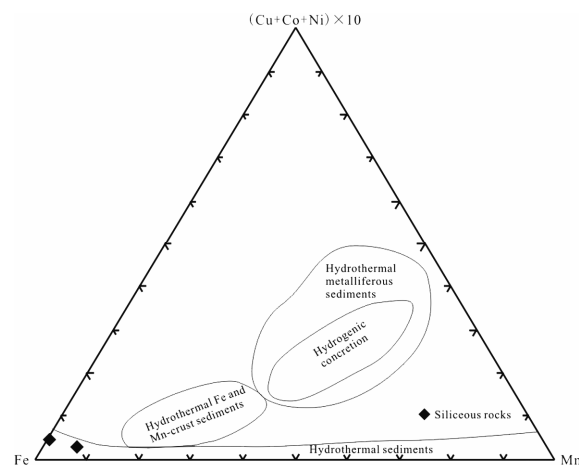 (Cu+Co+Ni)×10
Hydrothermal
metalliferous
sediments
Hydrogenic
concretion
Hydrothermal Fe and
Mn-crust sediments
Siliceous rocks
Hydrothermal sediments
Fe
Mn